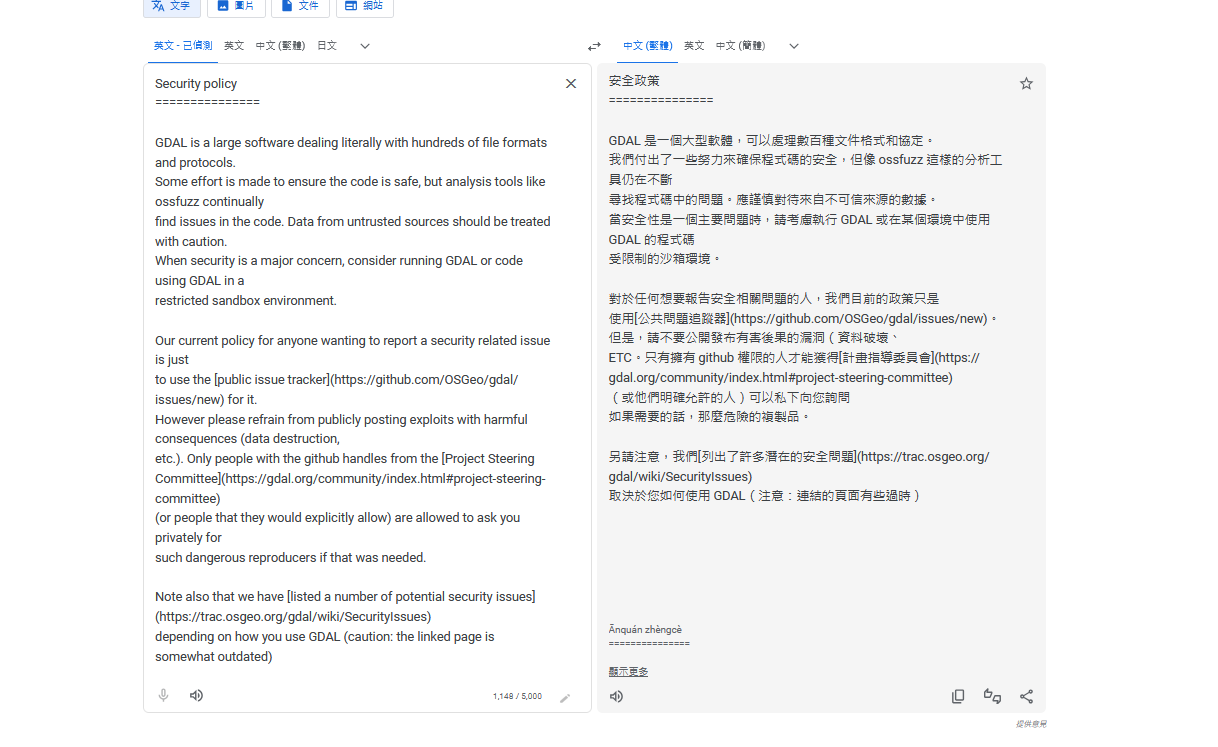 文字
圖片
文件
網站
英文 - 已偵測 英文 中文 (繁體) 日文
中文 (繁體) 英文 中文 (簡體)
Security policy
===============
GDAL is a large software dealing literally with hundreds of file formats
and protocols.
Some effort is made to ensure the code is safe, but analysis tools like
ossfuzz continually
find issues in the code. Data from untrusted sources should be treated
with caution.
When security is a major concern, consider running GDAL or code
using GDAL in a
restricted sandbox environment.
Our current policy for anyone wanting to report a security related issue
is just
to use the [public issue tracker](https://github.com/OSGeo/gdal/
issues/new) for it.
However please refrain from publicly posting exploits with harmful
consequences (data destruction,
etc.). Only people with the github handles from the [Project Steering
Committee](https://gdal.org/community/index.html#project-steering-
committee)
(or people that they would explicitly allow) are allowed to ask you
privately for
such dangerous reproducers if that was needed.
Note also that we have [listed a number of potential security issues]
(https://trac.osgeo.org/gdal/wiki/SecurityIssues)
depending on how you use GDAL (caution: the linked page is
somewhat outdated)
1,148 / 5,000
安全政策
===============
GDAL 是一個大型軟體，可以處理數百種文件格式和協定。
我們付出了一些努力來確保程式碼的安全，但像 ossfuzz 這樣的分析工
具仍在不斷
尋找程式碼中的問題。應謹慎對待來自不可信來源的數據。
當安全性是一個主要問題時，請考慮執行 GDAL 或在某個環境中使用
GDAL 的程式碼
受限制的沙箱環境。
對於任何想要報告安全相關問題的人，我們目前的政策只是
使用[公共問題追蹤器](https://github.com/OSGeo/gdal/issues/new)。
但是，請不要公開發布有害後果的漏洞（資料破壞、
ETC。只有擁有 github 權限的人才能獲得[計畫指導委員會](https://
gdal.org/community/index.html#project-steering-committee)
（或他們明確允許的人）可以私下向您詢問
如果需要的話，那麼危險的複製品。
另請注意，我們[列出了許多潛在的安全問題](https://trac.osgeo.org/
gdal/wiki/SecurityIssues)
取決於您如何使用 GDAL（注意：連結的頁面有些過時）
Ānquán zhèngcè
===============
顯示更多
提供意見